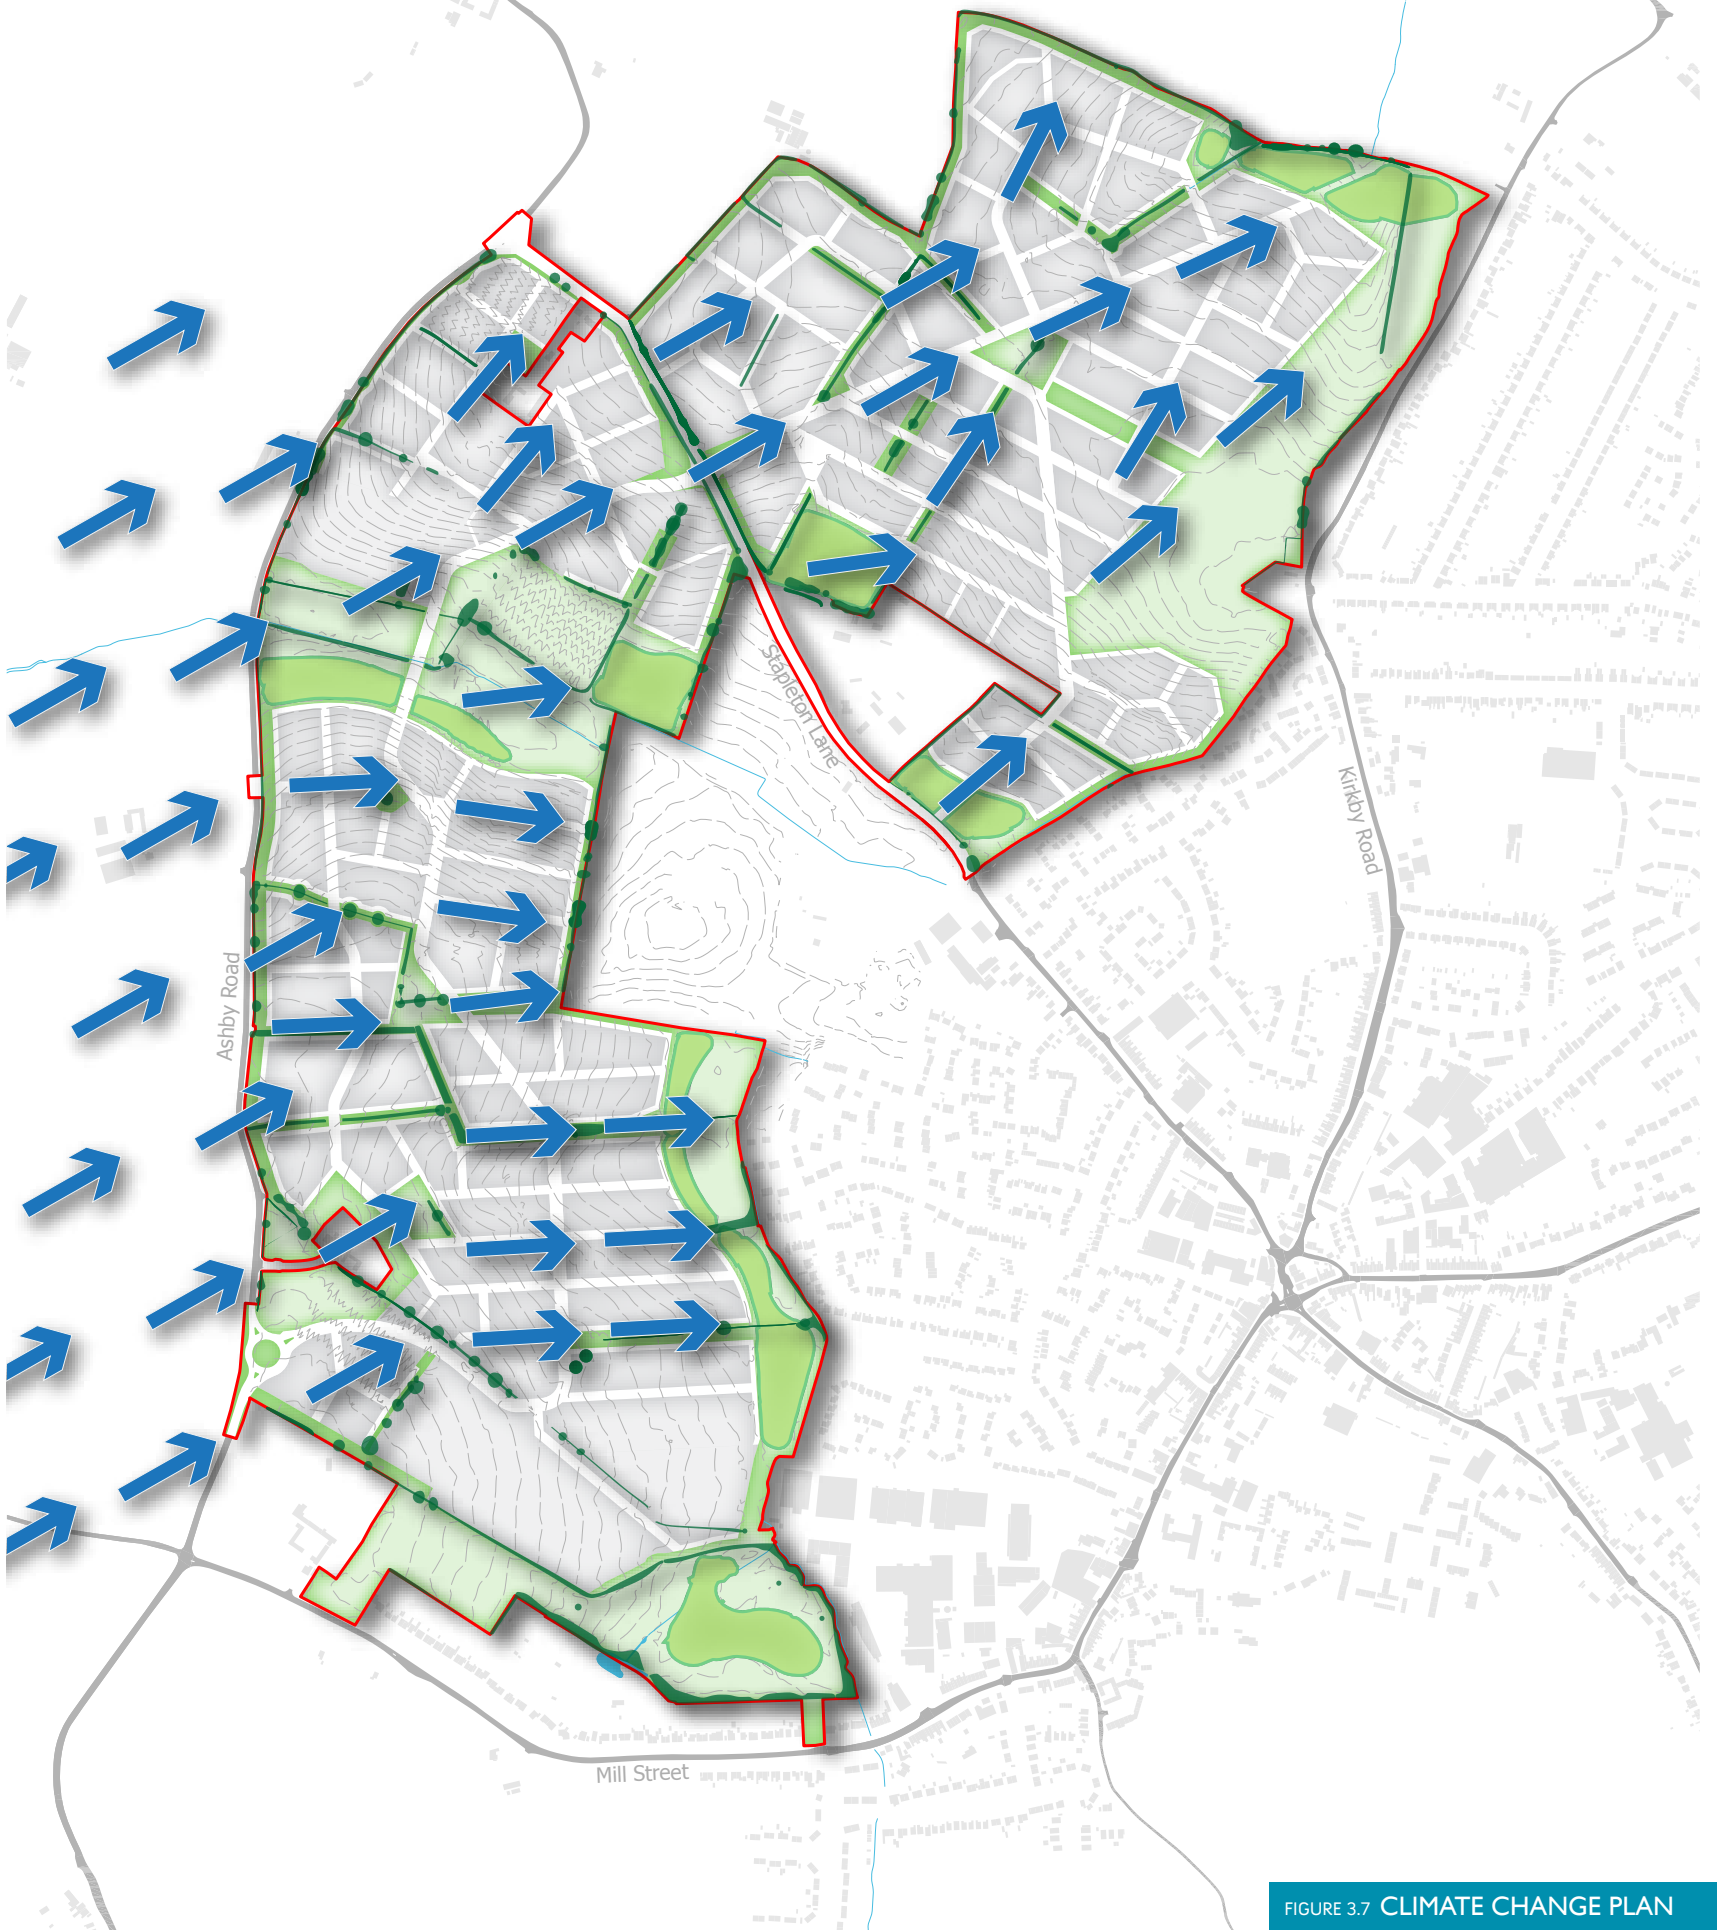 Stapleton Lane
Kirkby Road
Ashby Road
Mill Street
FIGURE 3.7 CLIMATE CHANGE PLAN